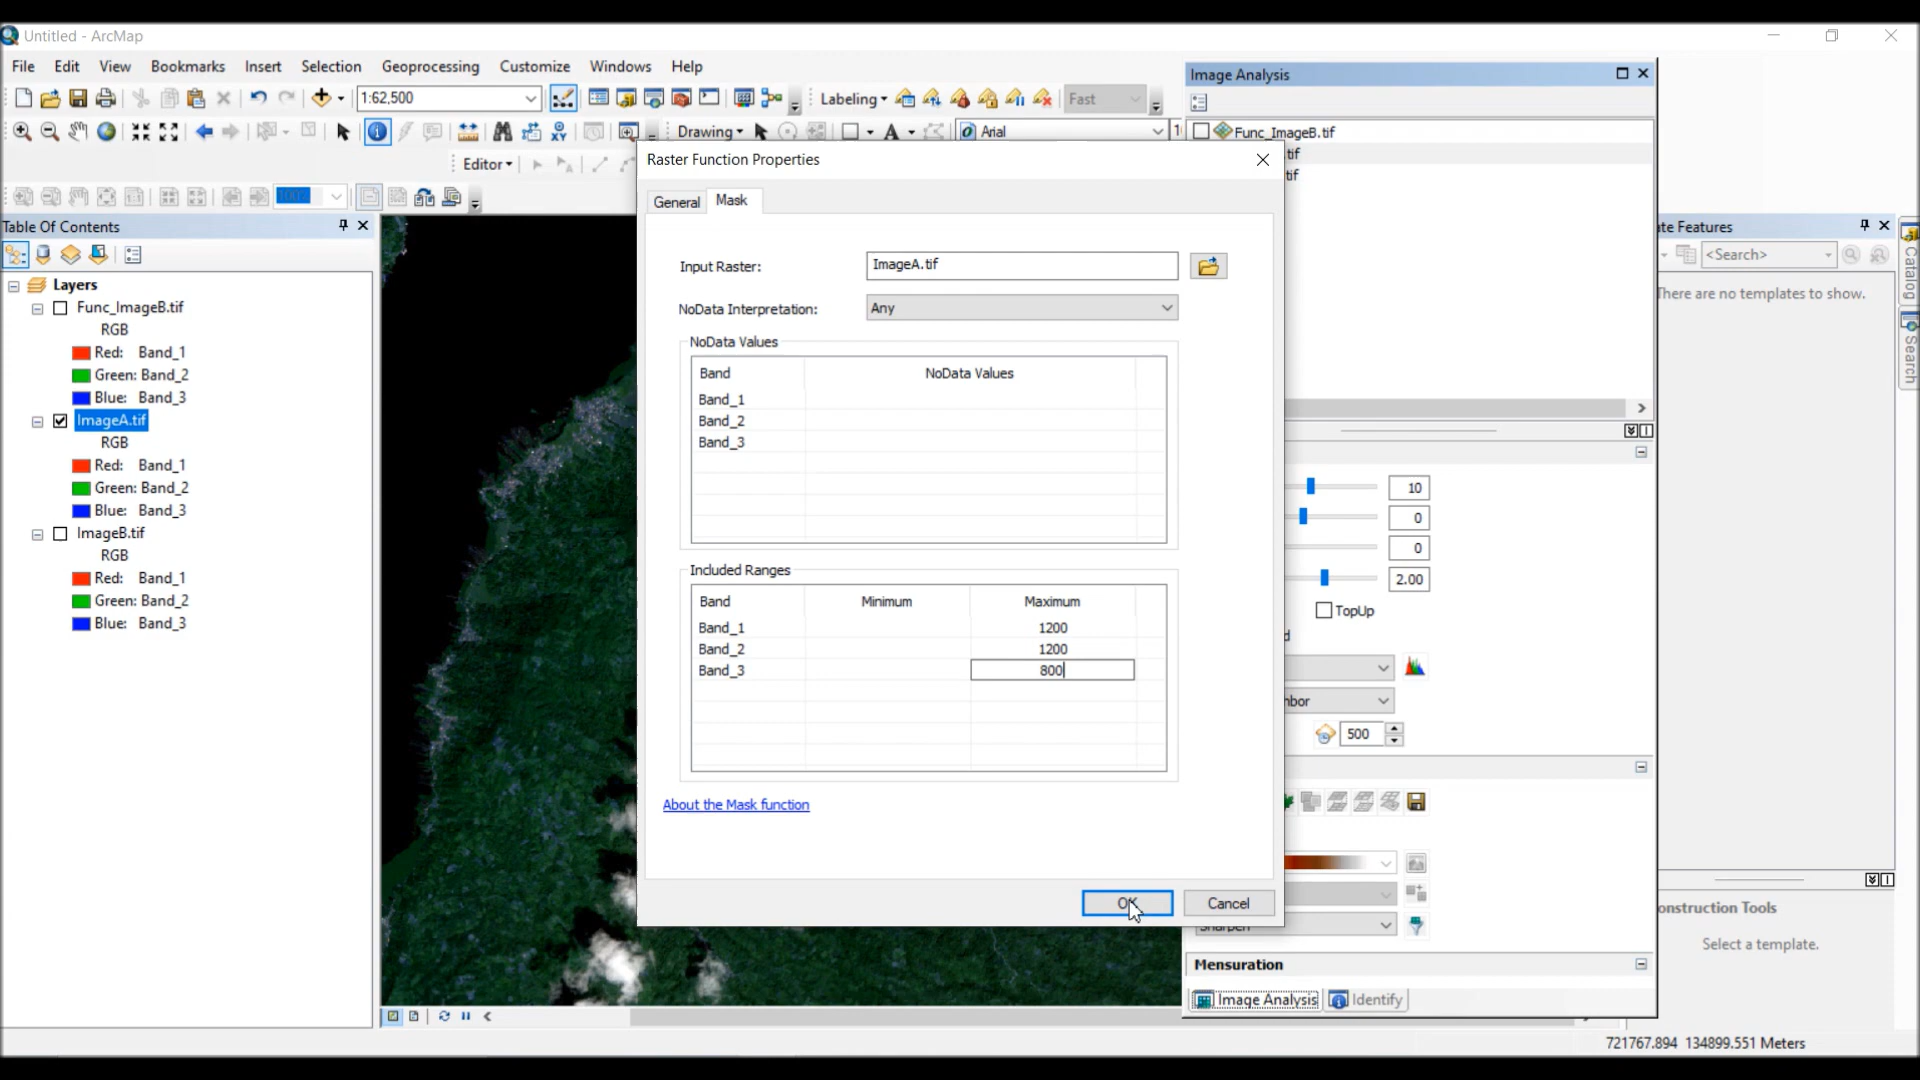 Untitled - ArcMap
File Edit View Bookmarks Insert Selection Geoprocessing Customize Windows Help
1:62,500
Labeling
Fast
Drawing
Arial
Editor
Image Analysis
Func_ImageB.tif
.tif
tif
Table Of Contents
Layers
Func_ImageB.tif
RGB
Red: Band_1
Green: Band_2
Blue: Band_3
ImageA.tif
RGB
Red: Band_1
Green: Band_2
Blue: Band_3
ImageB.tif
RGB
Red: Band_1
Green: Band_2
Blue: Band_3
Raster Function Properties
General Mask
Input Raster: ImageA.tif
NoData Interpretation: Any
NoData Values
Band NoData Values
Band_1
Band_2
Band_3
Included Ranges
Band Minimum Maximum
Band_1 1200
Band_2 1200
Band_3 800
About the Mask function
OK Cancel
10
0
0
2.00
TopUp
d
bor
500
Sharpen
Mensuration
Image Analysis Identify
te Features
<Search>
There are no templates to show.
Catalog
Search
onstruction Tools
Select a template.
721767.894 134899.551 Meters